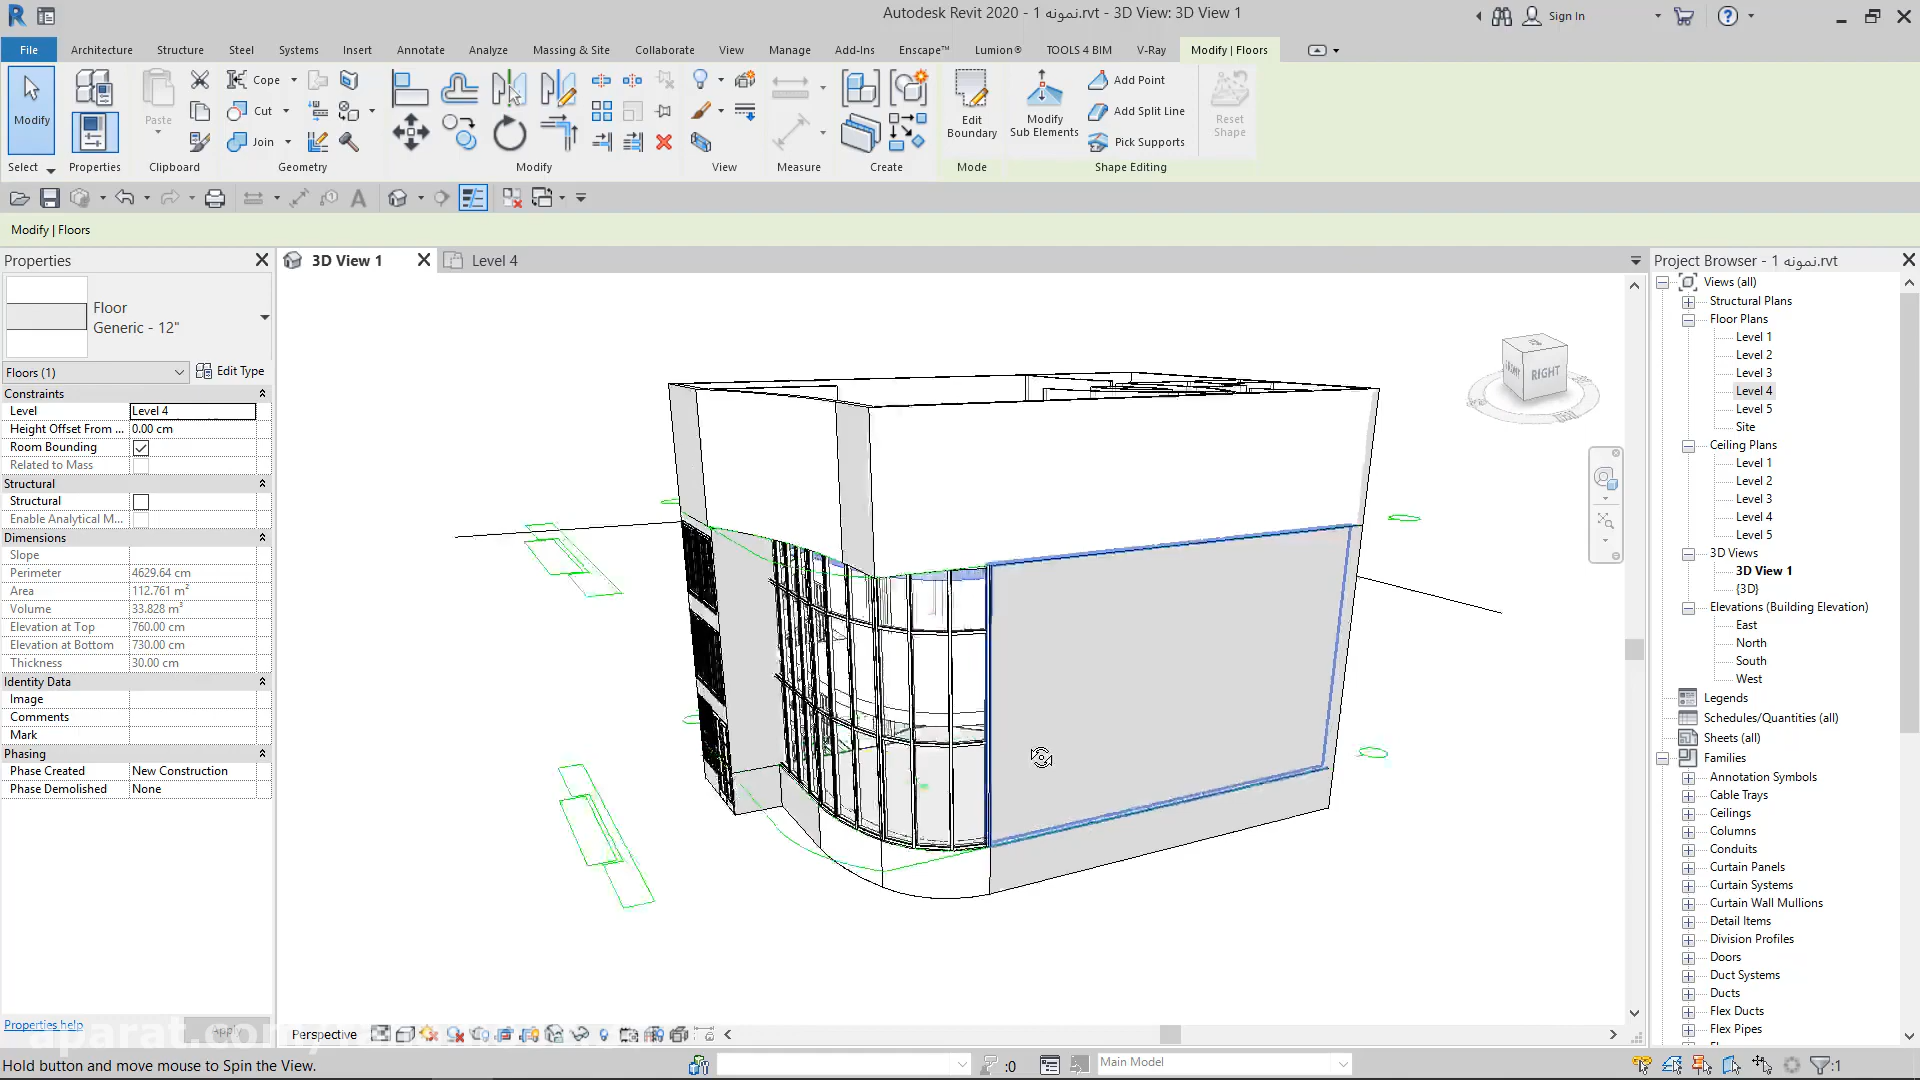 Autodesk Revit 2020 - 1 نمونه.rvt - 3D View: 3D View 1
Sign In
File Architecture Structure Steel Systems Insert Annotate Analyze Massing & Site Collaborate View Manage Add-Ins Enscape™ Lumion® TOOLS 4 BIM V-Ray Modify | Floors
Modify
Paste
Cope
Cut
Join
Edit Boundary
Modify Sub Elements
Add Point
Add Split Line
Pick Supports
Reset Shape
Select Properties Clipboard Geometry Modify View Measure Create Mode Shape Editing
Modify | Floors
Properties
3D View 1
Level 4
Project Browser - 1 نمونه.rvt
Floor
Generic - 12"
Floors (1)
Edit Type
Constraints
Level Level 4
Height Offset From ... 0.00 cm
Room Bounding
Related to Mass
Structural
Structural
Enable Analytical M...
Dimensions
Slope
Perimeter 4629.64 cm
Area 112.761 m²
Volume 33.828 m³
Elevation at Top 760.00 cm
Elevation at Bottom 730.00 cm
Thickness 30.00 cm
Identity Data
Image
Comments
Mark
Phasing
Phase Created New Construction
Phase Demolished None
Properties help
Apply
FRONT
RIGHT
Views (all)
Structural Plans
Floor Plans
Level 1
Level 2
Level 3
Level 4
Level 5
Site
Ceiling Plans
Level 1
Level 2
Level 3
Level 4
Level 5
3D Views
3D View 1
{3D}
Elevations (Building Elevation)
East
North
South
West
Legends
Schedules/Quantities (all)
Sheets (all)
Families
Annotation Symbols
Cable Trays
Ceilings
Columns
Conduits
Curtain Panels
Curtain Systems
Curtain Wall Mullions
Detail Items
Division Profiles
Doors
Duct Systems
Ducts
Flex Ducts
Flex Pipes
Perspective
Hold button and move mouse to Spin the View.
:0
Main Model
:1